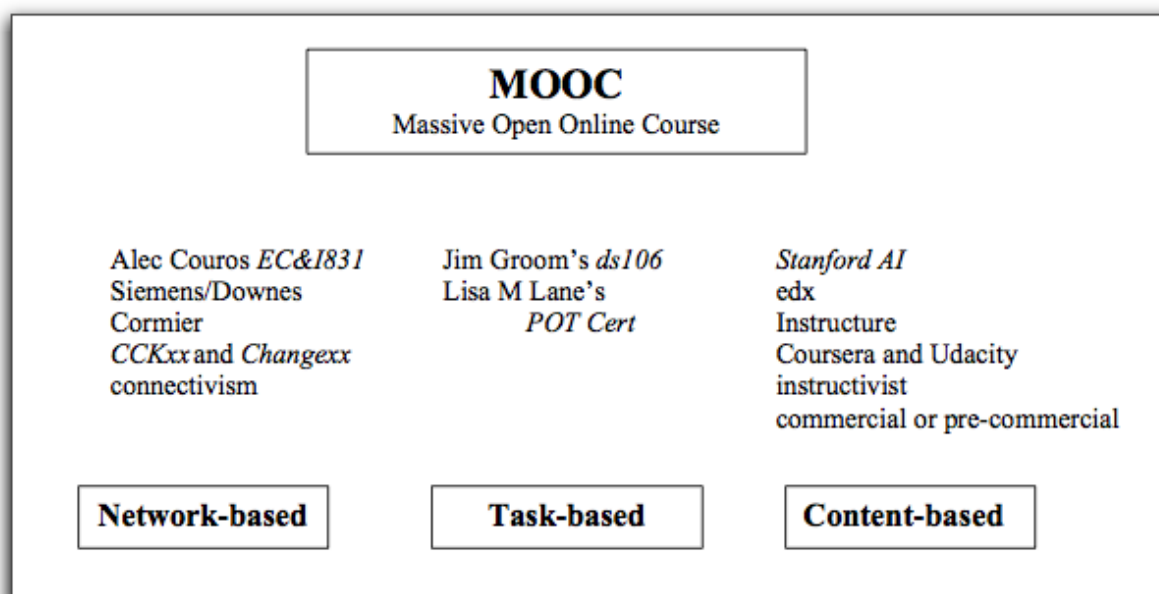 MOOC
Massive Open Online Course
Alec Couros EC&I831
Siemens/Downes
Cormier
CCKxx and Changexx
connectivism
Jim Groom's ds106
Lisa M Lane's
POT Cert
Stanford AI
edx
Instructure
Coursera and Udacity
instructivist
commercial or pre-commercial
Network-based
Task-based
Content-based